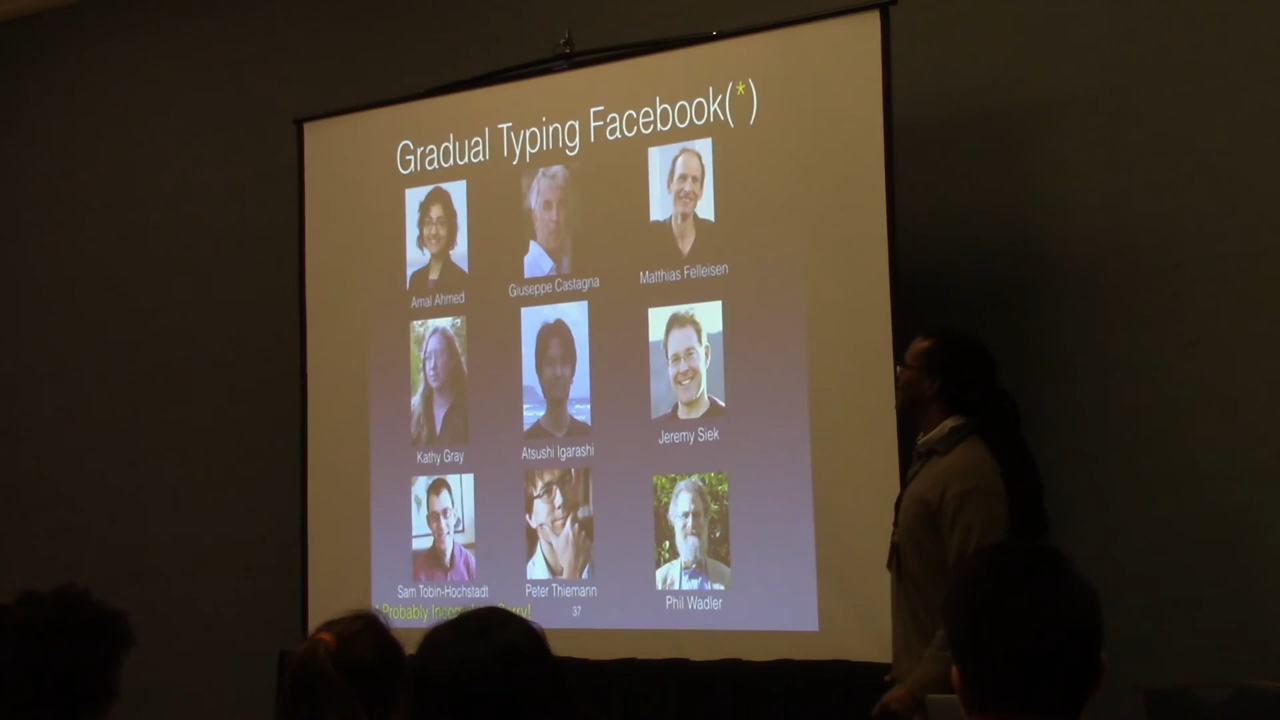 Gradual Typing Facebook(*)
Amal Ahmed
Giuseppe Castagna
Matthias Felleisen
Kathy Gray
Atsushi Igarashi
Jeremy Siek
Sam Tobin-Hochstadt
Peter Thiemann
Phil Wadler
Probably
37